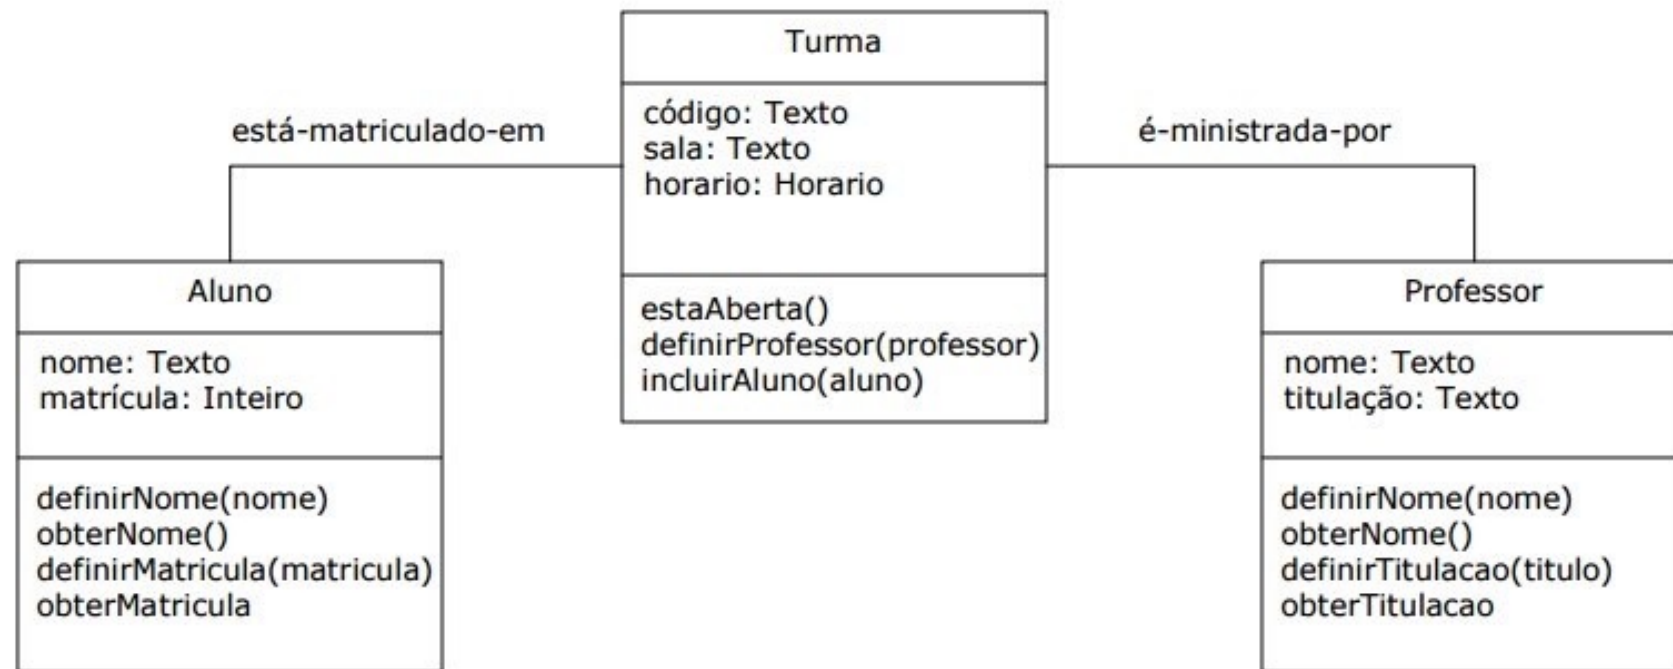 Turma
código: Texto
sala: Texto
horario: Horario
estaAberta()
definirProfessor(professor)
incluirAluno(aluno)
está-matriculado-em
é-ministrada-por
Aluno
nome: Texto
matrícula: Inteiro
definirNome(nome)
obterNome()
definirMatricula(matricula)
obterMatricula
Professor
nome: Texto
titulação: Texto
definirNome(nome)
obterNome()
definirTitulacao(titulo)
obterTitulacao